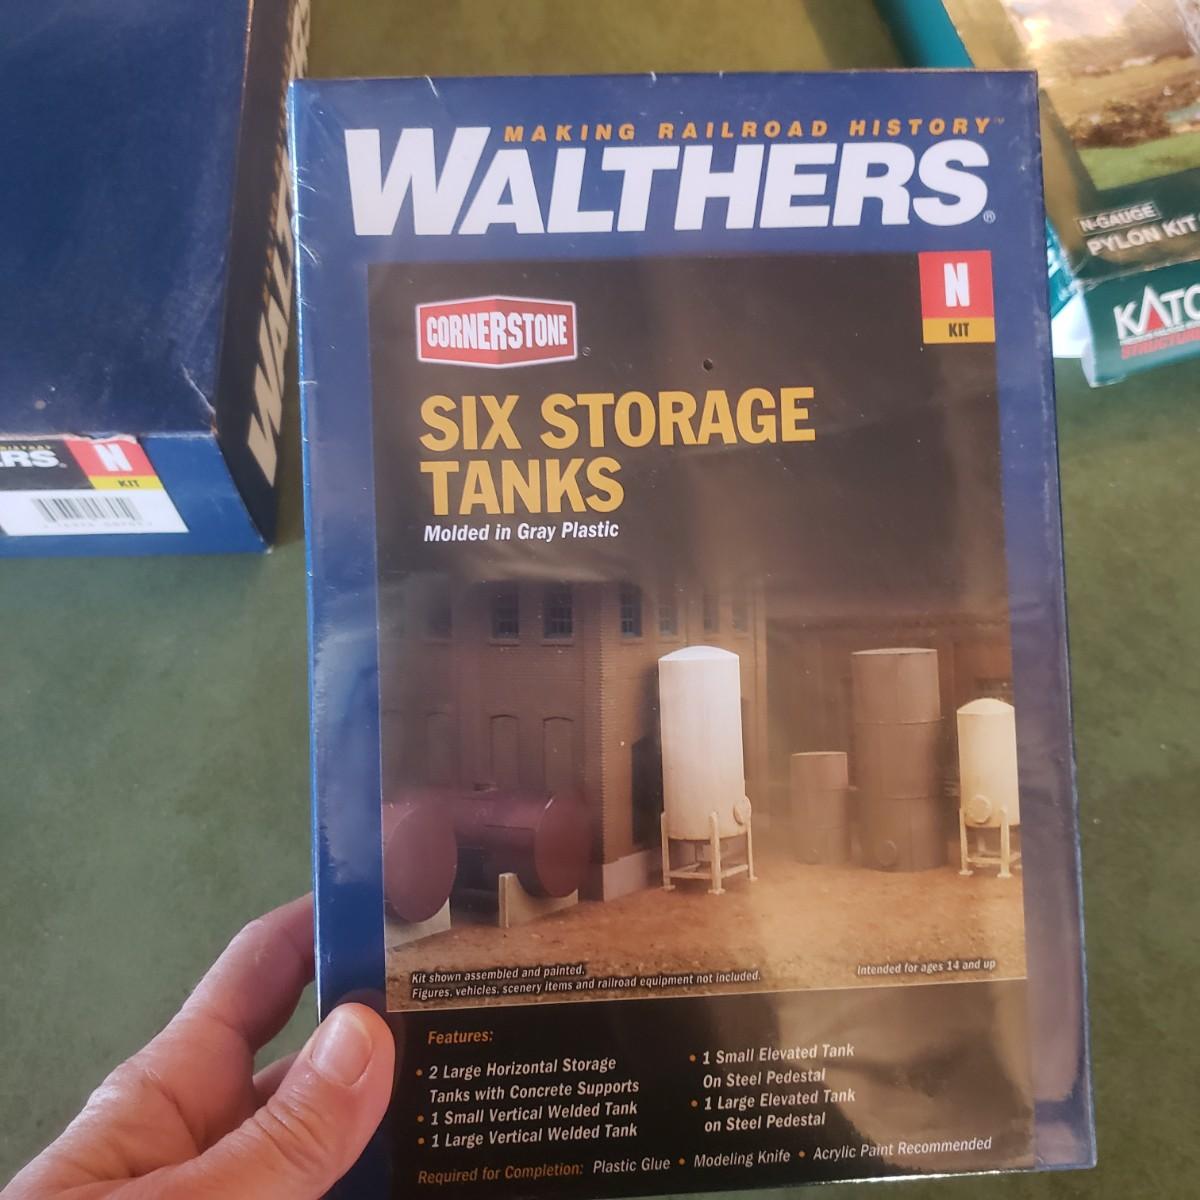 MAKING RAILROAD HISTORY™
WALTHERS®
N
KIT
CORNERSTONE
SIX STORAGE
TANKS
Molded in Gray Plastic
Kit shown assembled and painted.
Figures, vehicles, scenery items and railroad equipment not included.
Intended for ages 14 and up
Features:
• 2 Large Horizontal Storage
Tanks with Concrete Supports
• 1 Small Vertical Welded Tank
• 1 Large Vertical Welded Tank
• 1 Small Elevated Tank
On Steel Pedestal
• 1 Large Elevated Tank
on Steel Pedestal
Required for Completion: Plastic Glue • Modeling Knife • Acrylic Paint Recommended
RS
N
KIT
N-GAUGE
PYLON KIT
KATO